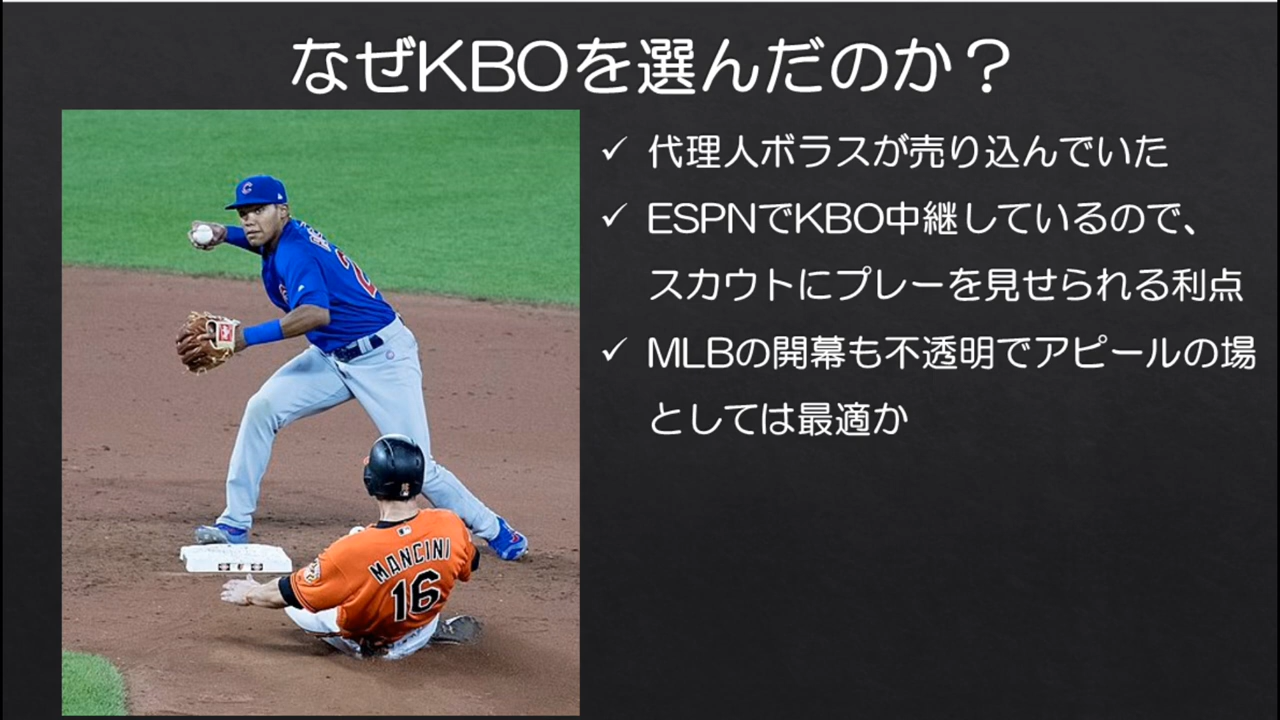 なぜKBOを選んだのか？
✓ 代理人ボラスが売り込んでいた
✓ ESPNでKBO中継しているので、
スカウトにプレーを見せられる利点
✓ MLBの開幕も不透明でアピールの場
としては最適か
C
MANCINI
16